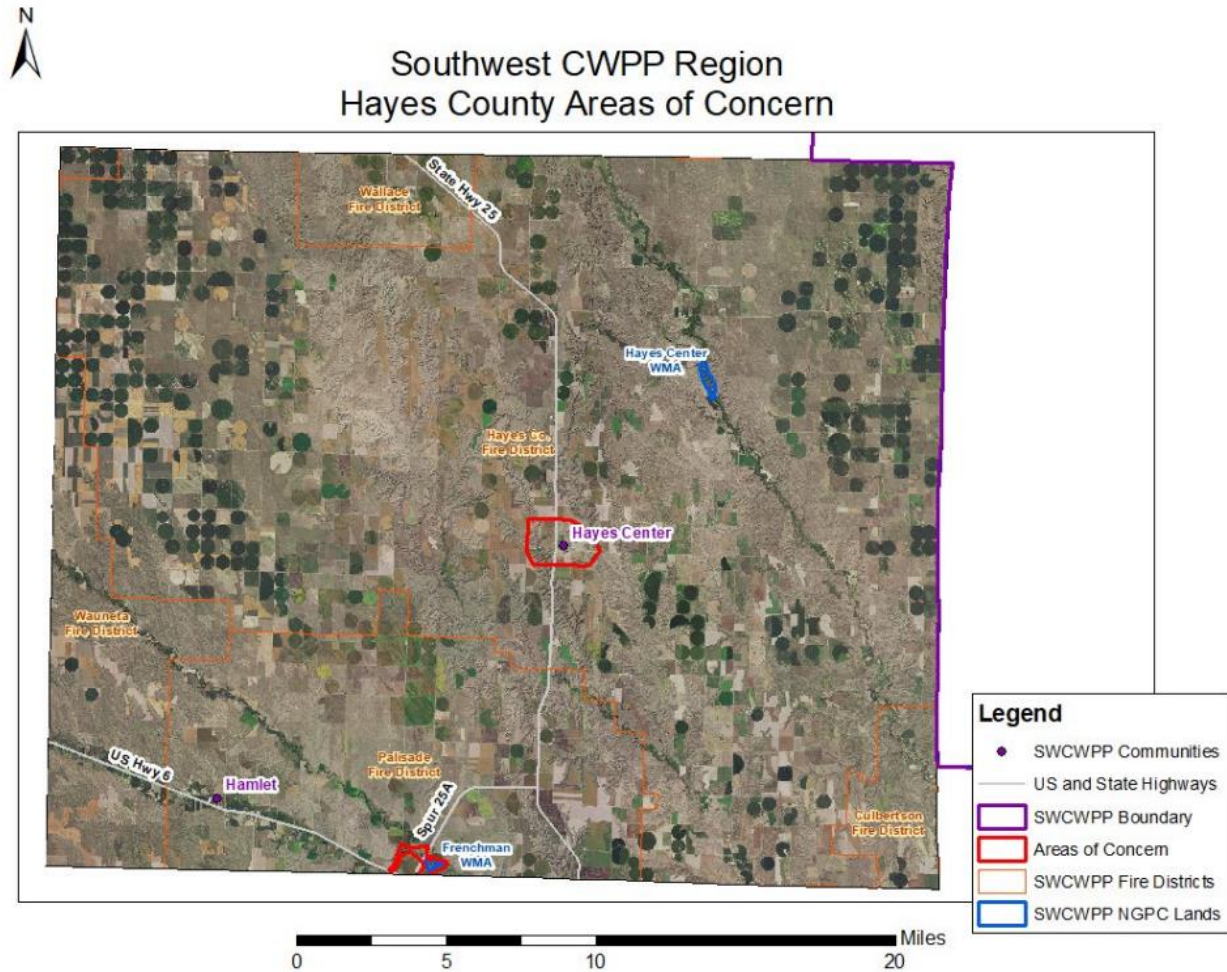 N
Southwest CWPP Region
Hayes County Areas of Concern
State Hwy 25
Wallace
Fire District
Hayes Center
WMA
Hayes Co.
Fire District
Hayes Center
Wauneta
Fire District
US Hwy 6
Hamlet
Palisade
Fire District
Spur 25A
Frenchman
WMA
Culbertson
Fire District
Legend
SWCWPP Communities
US and State Highways
SWCWPP Boundary
Areas of Concern
SWCWPP Fire Districts
SWCWPP NGPC Lands
Miles
0 5 10 20